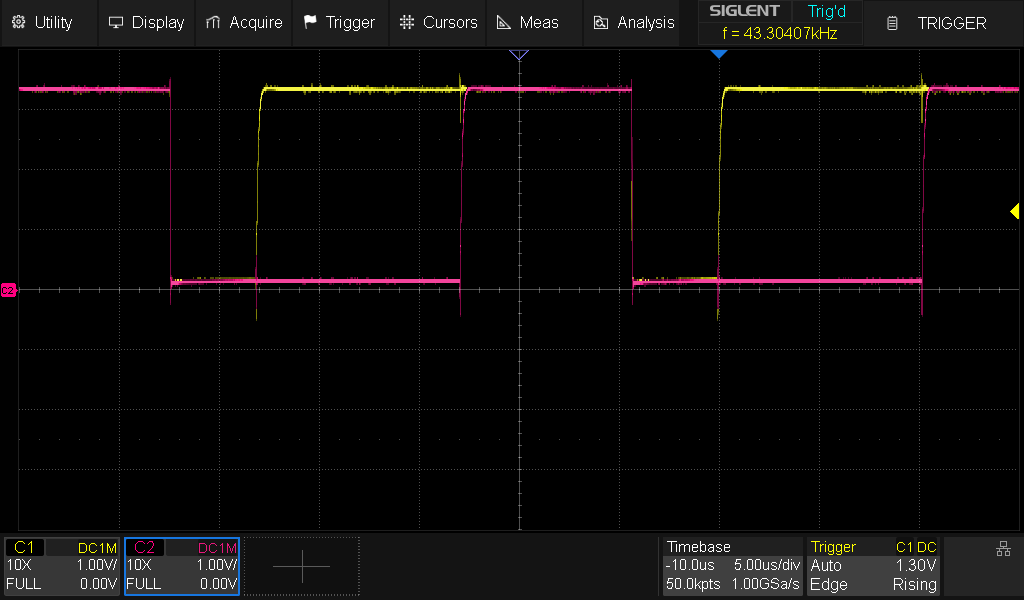 Utility Display Acquire Trigger Cursors Meas Analysis SIGLENT Trig'd TRIGGER
f = 43.30407kHz
C2
C1 DC1M C2 DC1M Timebase Trigger C1 DC
10X 1.00V/ 10X 1.00V/ -10.0us 5.00us/div Auto 1.30V
FULL 0.00V FULL 0.00V 50.0kpts 1.00GSa/s Edge Rising